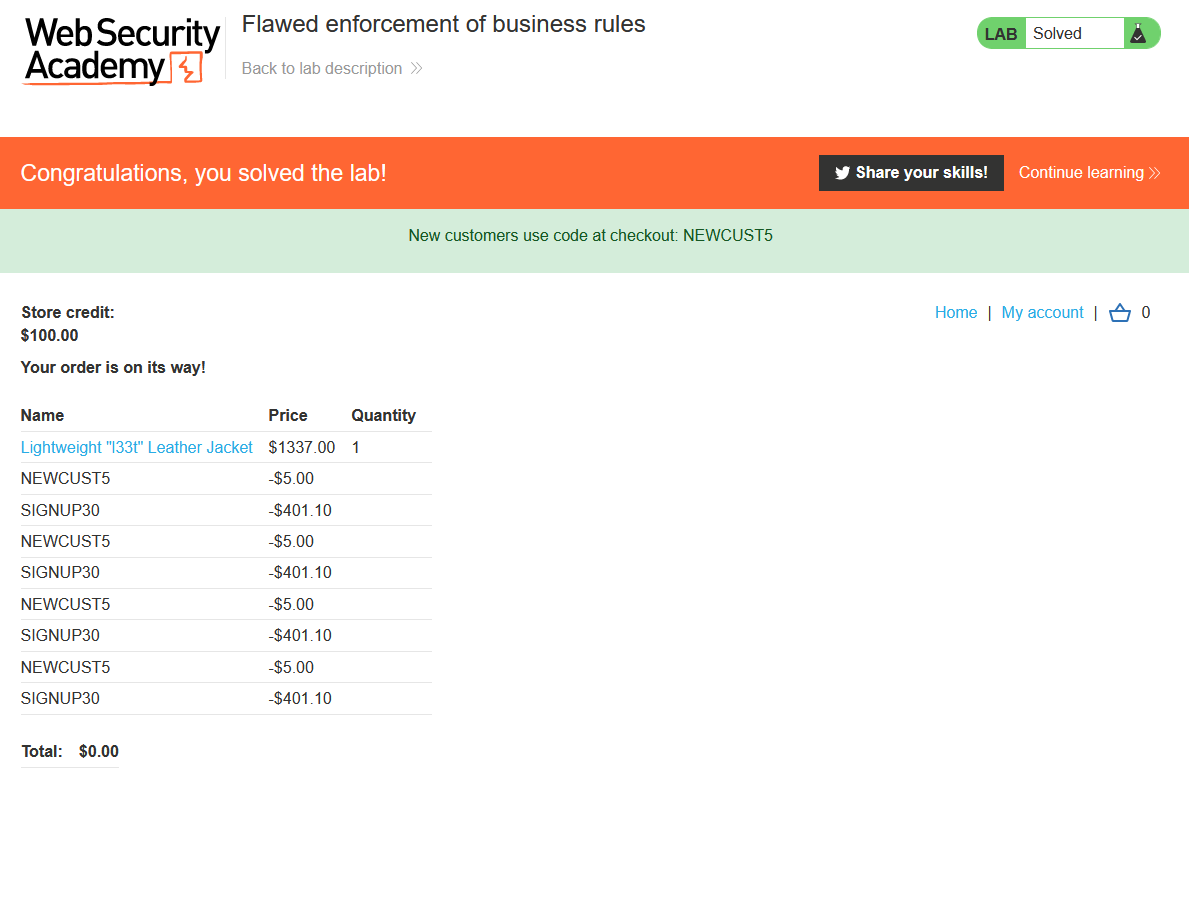 Web Security
Academy
Flawed enforcement of business rules
Back to lab description
LAB Solved
Congratulations, you solved the lab!
Share your skills! Continue learning
New customers use code at checkout: NEWCUST5
Store credit:
$100.00
Home | My account | 0
Your order is on its way!
Name Price Quantity
Lightweight "l33t" Leather Jacket $1337.00 1
NEWCUST5 -$5.00
SIGNUP30 -$401.10
NEWCUST5 -$5.00
SIGNUP30 -$401.10
NEWCUST5 -$5.00
SIGNUP30 -$401.10
NEWCUST5 -$5.00
SIGNUP30 -$401.10
Total: $0.00